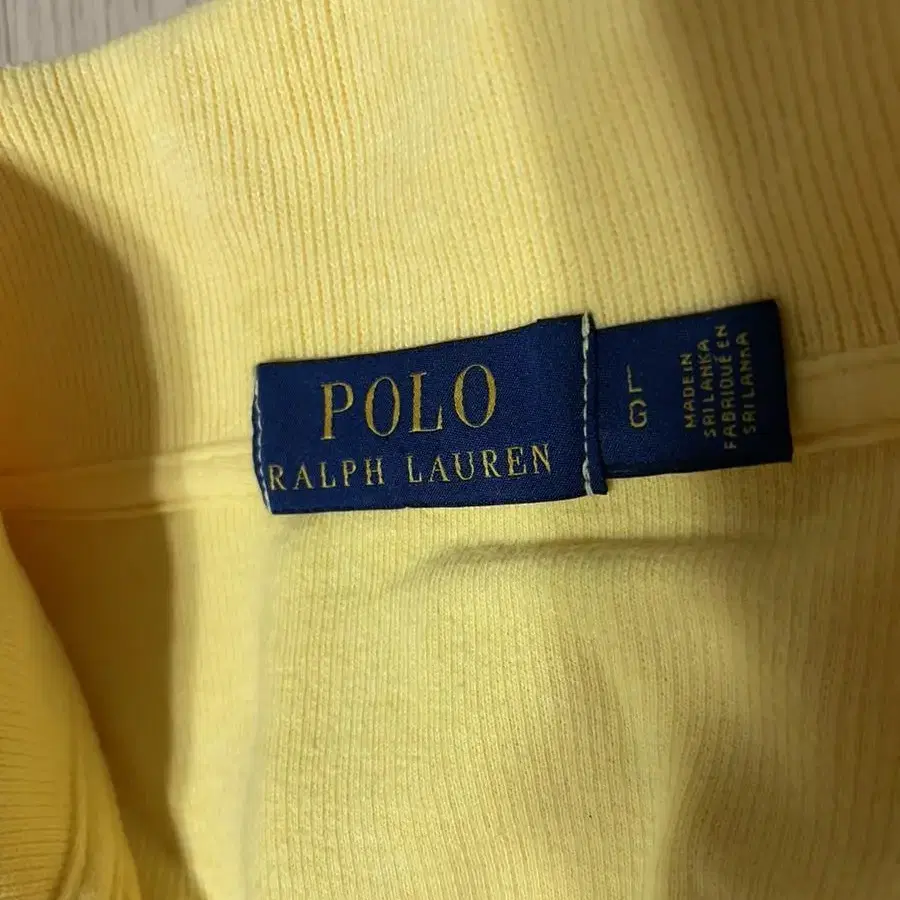 POLO
RALPH LAUREN
L
G
MADE IN
SRI LANKA
FABRIQUÉ EN
SRI LANKA